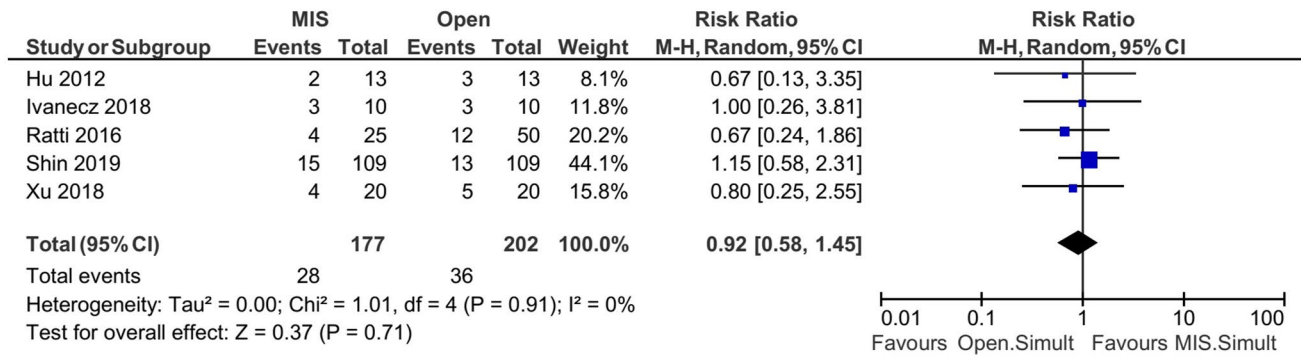 MIS Open Risk Ratio Risk Ratio
Study or Subgroup Events Total Events Total Weight M-H, Random, 95% CI M-H, Random, 95% CI
Hu 2012 2 13 3 13 8.1% 0.67 [0.13, 3.35]
Ivanecz 2018 3 10 3 10 11.8% 1.00 [0.26, 3.81]
Ratti 2016 4 25 12 50 20.2% 0.67 [0.24, 1.86]
Shin 2019 15 109 13 109 44.1% 1.15 [0.58, 2.31]
Xu 2018 4 20 5 20 15.8% 0.80 [0.25, 2.55]
Total (95% CI) 177 202 100.0% 0.92 [0.58, 1.45]
Total events 28 36
Heterogeneity: Tau² = 0.00; Chi² = 1.01, df = 4 (P = 0.91); I² = 0%
Test for overall effect: Z = 0.37 (P = 0.71)
0.01 0.1 1 10 100
Favours Open.Simult Favours MIS.Simult